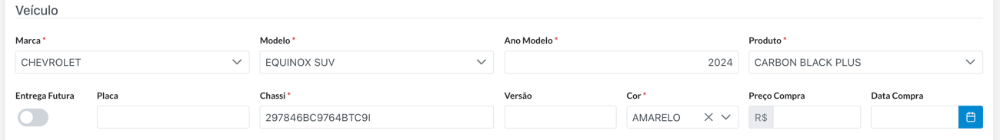 Veículo
Marca * Modelo * Ano Modelo * Produto *
CHEVROLET EQUINOX SUV 2024 CARBON BLACK PLUS
Entrega Futura Placa Chassi * Versão Cor * Preço Compra Data Compra
297846BC9764BTC9I AMARELO R$